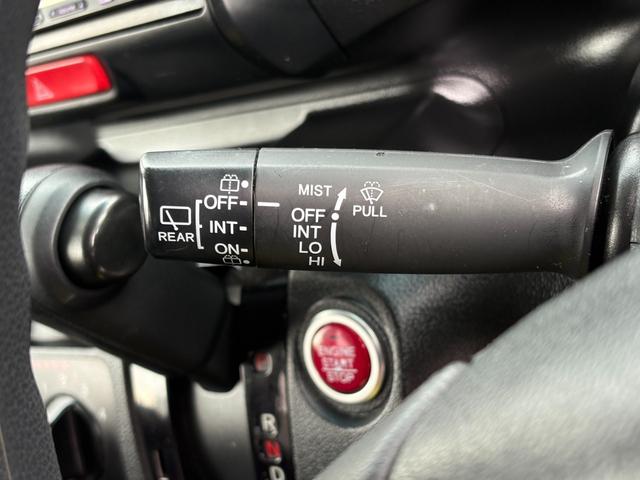 OFF
INT
ON
REAR
MIST
OFF
INT
LO
HI
PULL
ENGINE
START
STOP
R
N
D